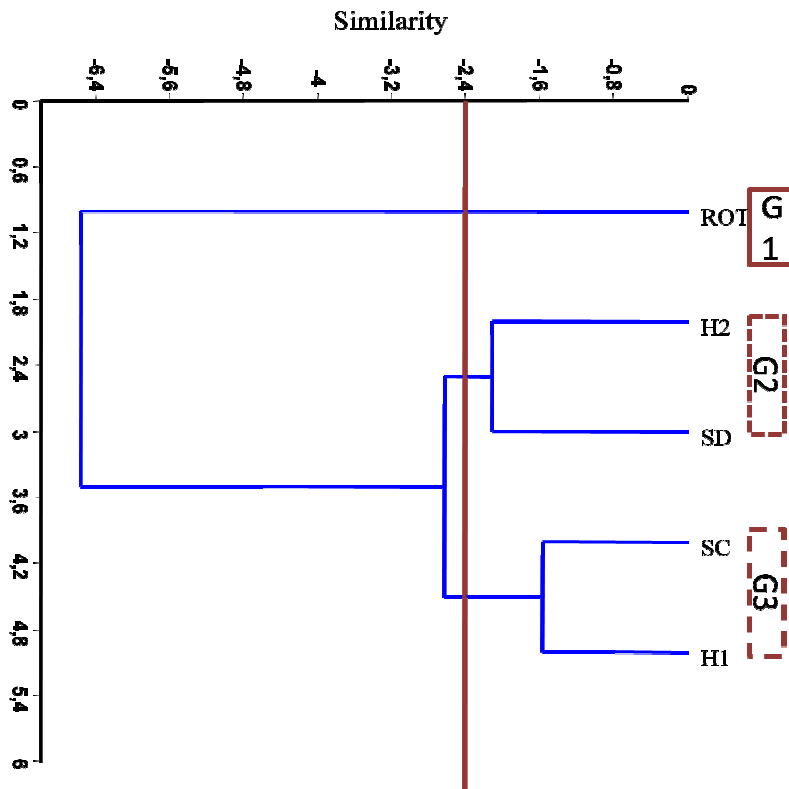 Similarity
-6,4
-5,6
-4,8
-4
-3,2
-2,4
-1,6
-0,8
0
0
0,6
1,2
1,8
2,4
3
3,6
4,2
4,8
5,4
6
ROT
G
1
H2
G2
SD
SC
G3
H1